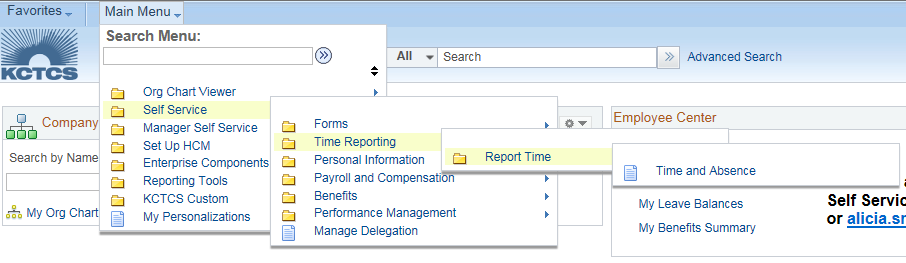 Favorites Main Menu
Search Menu:
KCTCS
All Search Advanced Search
Org Chart Viewer
Self Service
Manager Self Service
Set Up HCM
Enterprise Components
Reporting Tools
KCTCS Custom
My Personalizations
Forms
Time Reporting
Personal Information
Payroll and Compensation
Benefits
Performance Management
Manage Delegation
Report Time
Time and Absence
Company
Search by Name
My Org Chart
Employee Center
My Leave Balances
My Benefits Summary
Self Servic
or alicia.sr